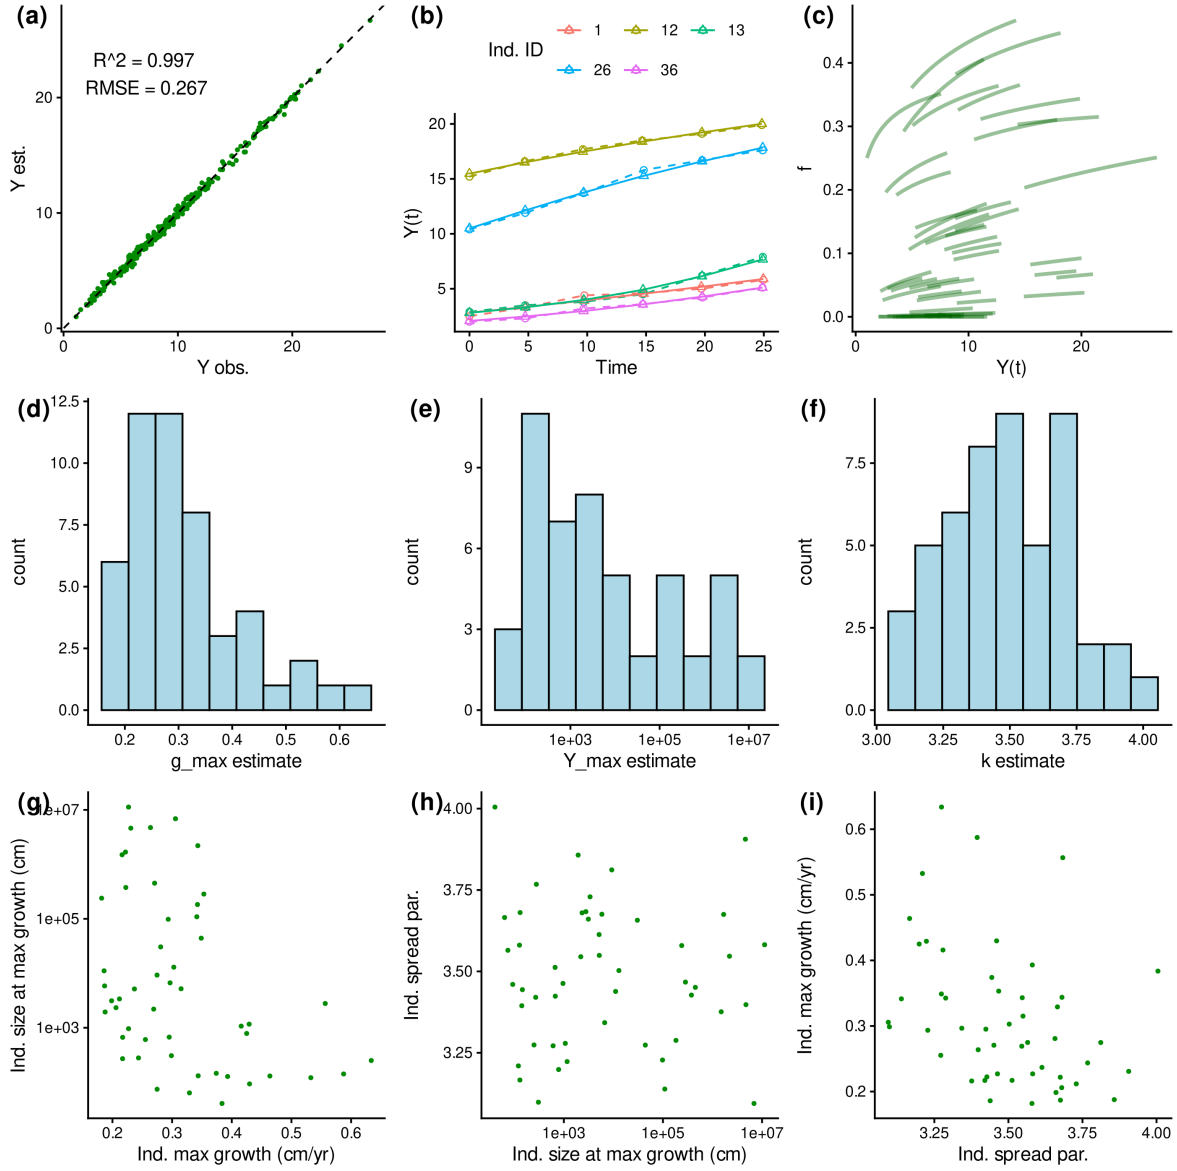 (a)
R^2 = 0.997
RMSE = 0.267
20
10
0
Y est.
0 10 20
Y obs.
(b)
Ind. ID
1 12 13
26 36
20
15
10
5
Y(t)
0 5 10 15 20 25
Time
(c)
0.4
0.3
0.2
0.1
0.0
f
0 10 20
Y(t)
(d)
12.5
10.0
7.5
5.0
2.5
0.0
count
0.2 0.3 0.4 0.5 0.6
g_max estimate
(e)
9
6
3
0
count
1e+03 1e+05 1e+07
Y_max estimate
(f)
7.5
5.0
2.5
0.0
count
3.00 3.25 3.50 3.75 4.00
k estimate
(g)
1e+07
1e+05
1e+03
Ind. size at max growth (cm)
0.2 0.3 0.4 0.5 0.6
Ind. max growth (cm/yr)
(h)
4.00
3.75
3.50
3.25
Ind. spread par.
1e+03 1e+05 1e+07
Ind. size at max growth (cm)
(i)
0.6
0.5
0.4
0.3
0.2
Ind. max growth (cm/yr)
3.25 3.50 3.75 4.00
Ind. spread par.